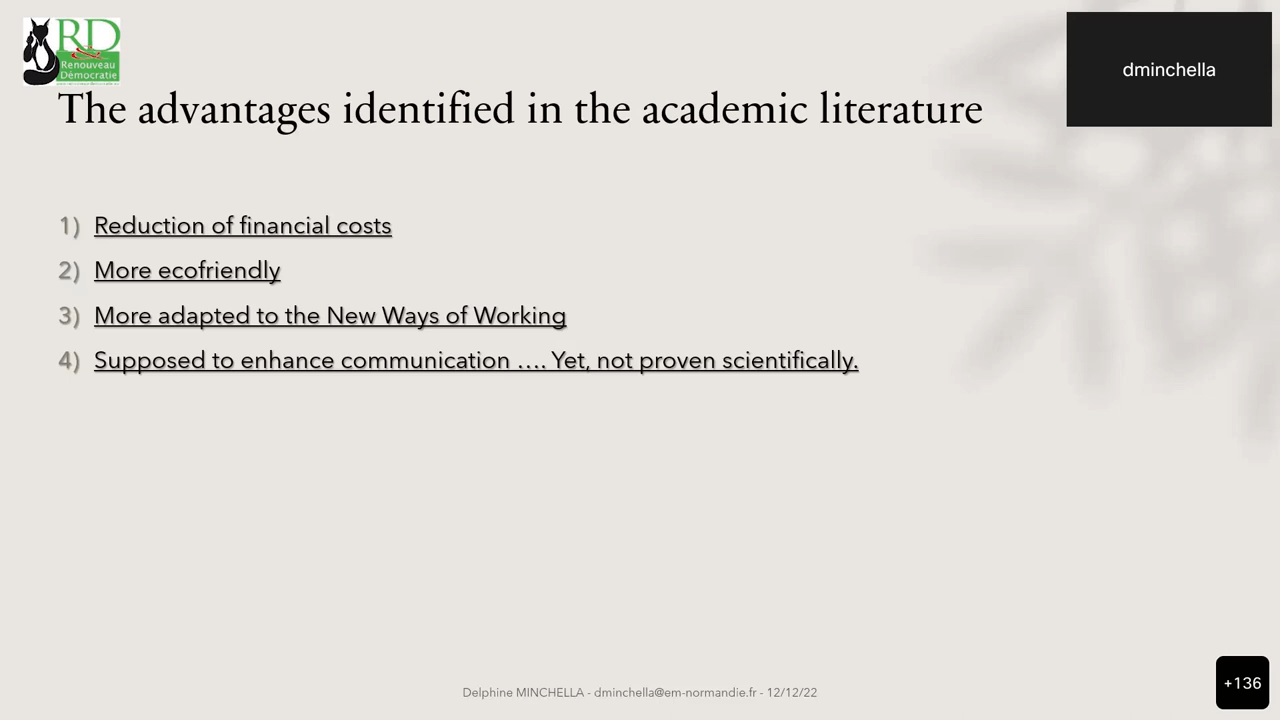 RD
Renouveau
Démocratie
dminchella
The advantages identified in the academic literature
1) Reduction of financial costs
2) More ecofriendly
3) More adapted to the New Ways of Working
4) Supposed to enhance communication .... Yet, not proven scientifically.
Delphine MINCHELLA - dminchella@em-normandie.fr - 12/12/22
+136